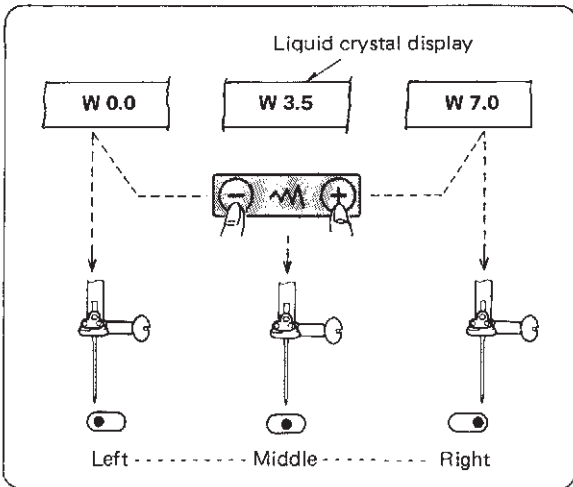 Liquid crystal display
W 0.0 W 3.5 W 7.0
− +
Left Middle Right